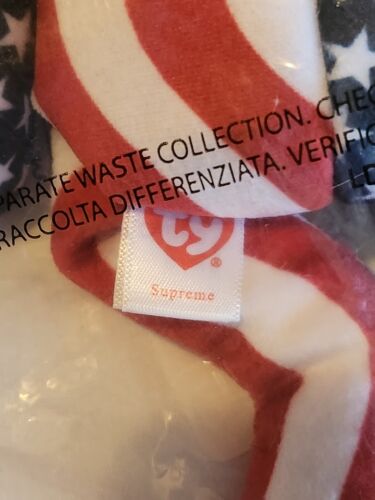 PARATE WASTE COLLECTION. CHEC
RACCOLTA DIFFERENZIATA. VERIFIC
LD
ty®
Supreme